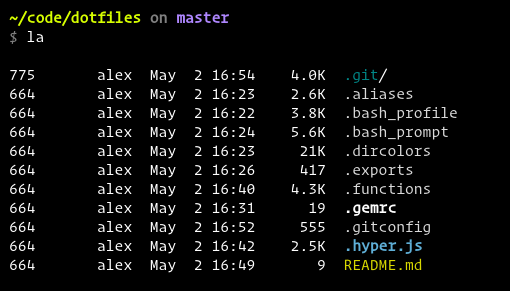 ~/code/dotfiles on master
$ la
775 alex May 2 16:54 4.0K .git/
664 alex May 2 16:23 2.6K .aliases
664 alex May 2 16:22 3.8K .bash_profile
664 alex May 2 16:24 5.6K .bash_prompt
664 alex May 2 16:23 21K .dircolors
664 alex May 2 16:26 417 .exports
664 alex May 2 16:40 4.3K .functions
664 alex May 2 16:31 19 .gemrc
664 alex May 2 16:52 555 .gitconfig
664 alex May 2 16:42 2.5K .hyper.js
664 alex May 2 16:49 9 README.md